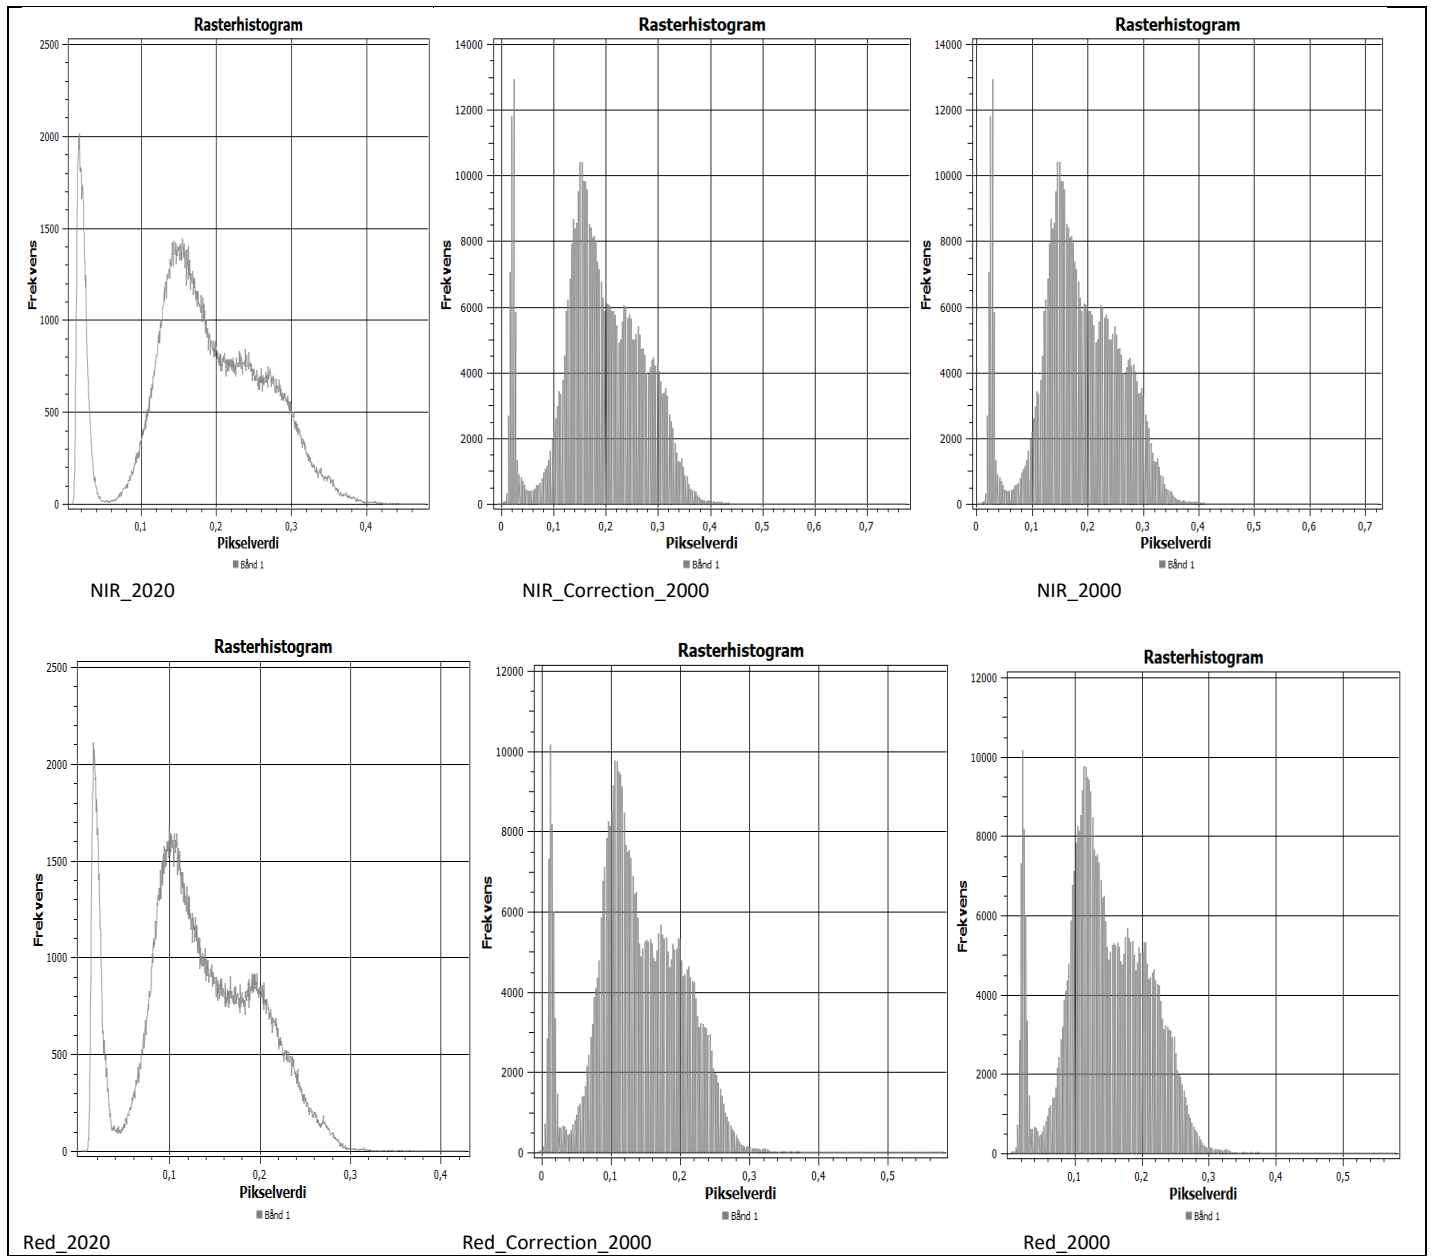 Rasterhistogram
2500
2000
1500
1000
500
0
Frekvens
0,1 0,2 0,3 0,4
Pikselverdi
Bånd 1
NIR_2020
Rasterhistogram
14000
12000
10000
8000
6000
4000
2000
0
Frekvens
0 0,1 0,2 0,3 0,4 0,5 0,6 0,7
Pikselverdi
Bånd 1
NIR_Correction_2000
Rasterhistogram
14000
12000
10000
8000
6000
4000
2000
0
Frekvens
0 0,1 0,2 0,3 0,4 0,5 0,6 0,7
Pikselverdi
Bånd 1
NIR_2000
Rasterhistogram
2500
2000
1500
1000
500
0
Frekvens
0,1 0,2 0,3 0,4
Pikselverdi
Bånd 1
Red_2020
Rasterhistogram
12000
10000
8000
6000
4000
2000
0
Frekvens
0 0,1 0,2 0,3 0,4 0,5
Pikselverdi
Bånd 1
Red_Correction_2000
Rasterhistogram
12000
10000
8000
6000
4000
2000
0
Frekvens
0,1 0,2 0,3 0,4 0,5
Pikselverdi
Bånd 1
Red_2000